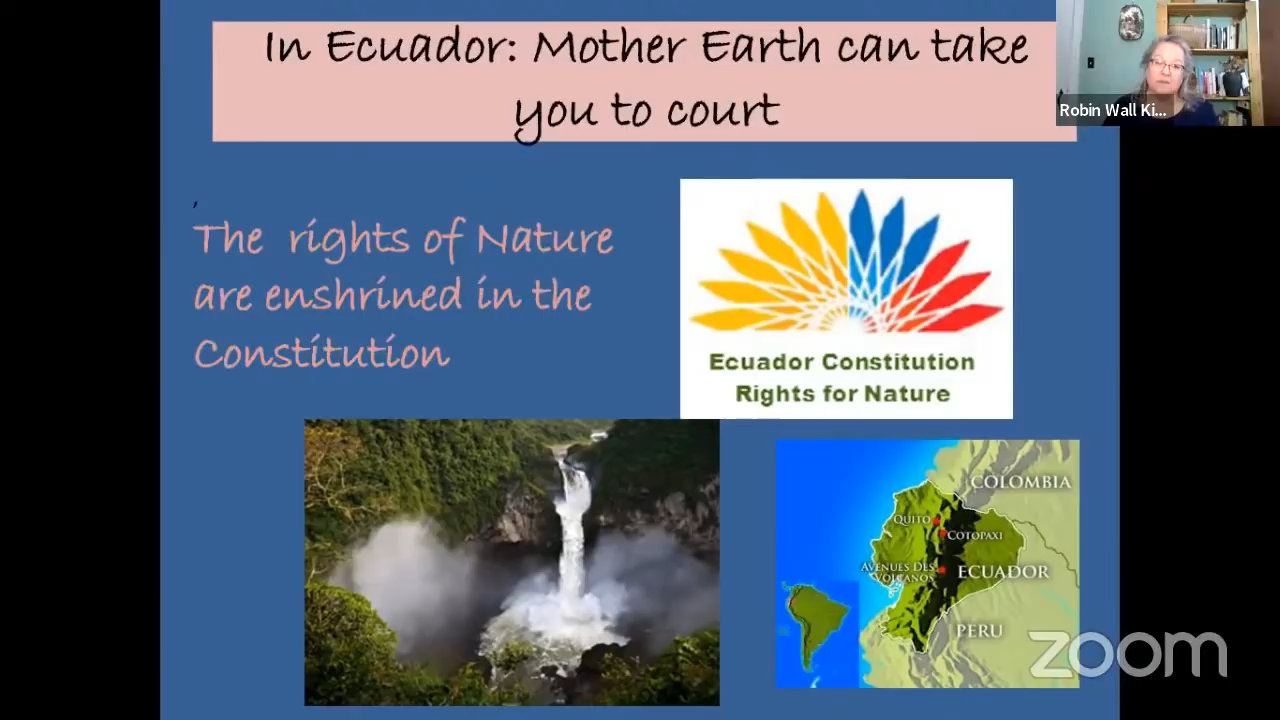 In Ecuador: Mother Earth can take
you to court
Robin Wall Ki...
,
The rights of Nature
are enshrined in the
Constitution
Ecuador Constitution
Rights for Nature
COLOMBIA
QUITO
COTOPAXI
AVENUES DES
VOLCANOS
ECUADOR
PERU
zoom